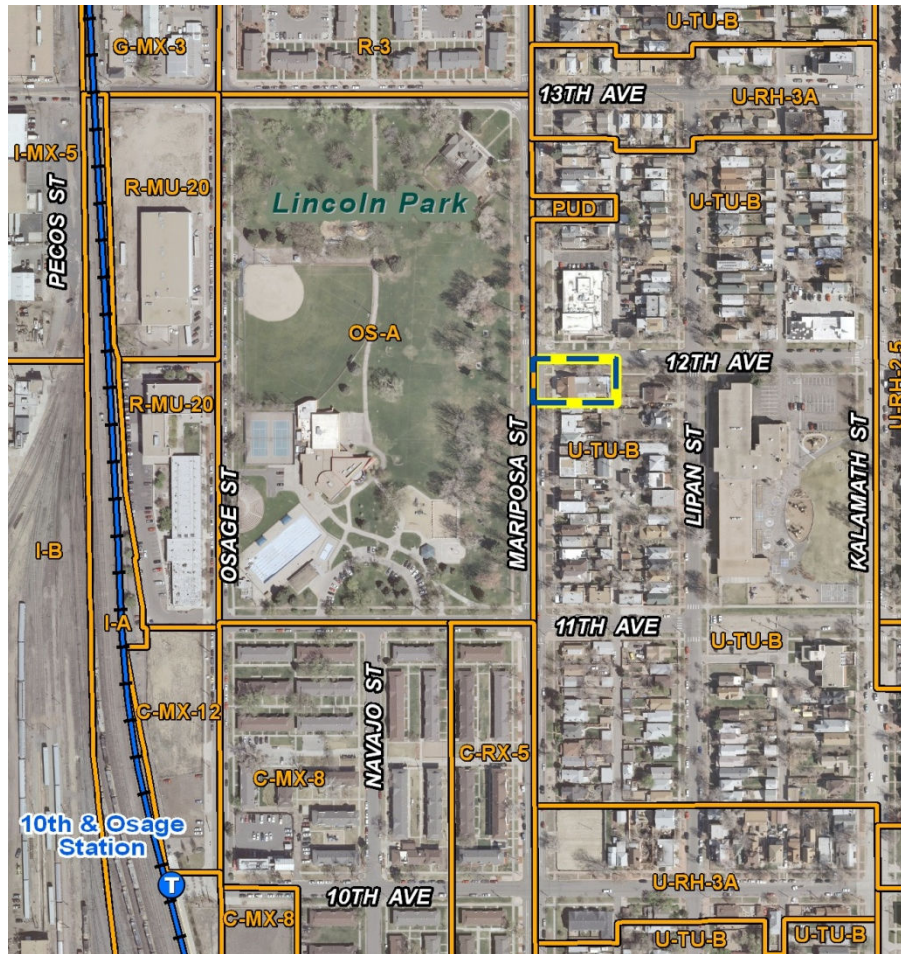 G-MX-3
R-3
U-TU-B
13TH AVE
U-RH-3A
I-MX-5
R-MU-20
PECOS ST
Lincoln Park
PUD
U-TU-B
OS-A
12TH AVE
U-RH-2.5
R-MU-20
OSAGE ST
MARIPOSA ST
U-TU-B
LIPAN ST
KALAMATH ST
I-B
I-A
11TH AVE
U-TU-B
C-MX-12
NAVAJO ST
C-MX-8
C-RX-5
10th & Osage
Station
T
10TH AVE
U-RH-3A
C-MX-8
U-TU-B
U-TU-B